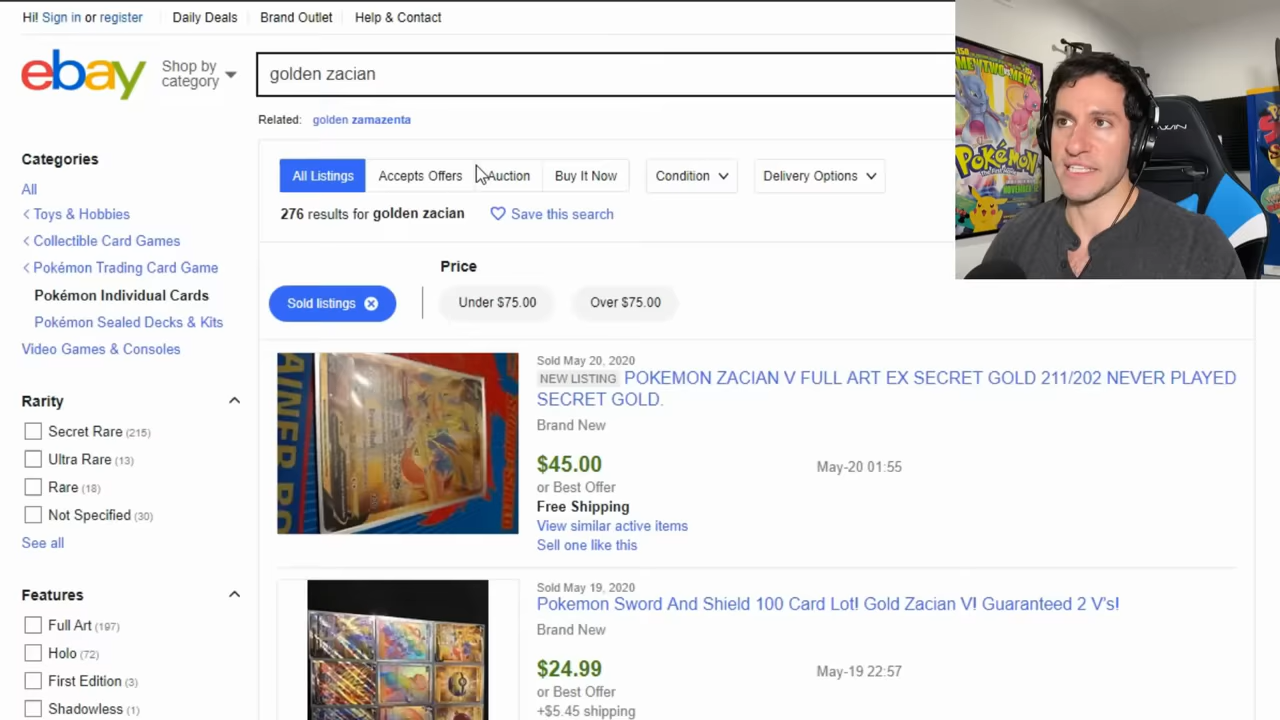 Hi! Sign in or register Daily Deals Brand Outlet Help & Contact
ebay Shop by category golden zacian
Related: golden zamazenta
Categories
All
Toys & Hobbies
Collectible Card Games
Pokémon Trading Card Game
Pokémon Individual Cards
Pokémon Sealed Decks & Kits
Video Games & Consoles
Rarity
Secret Rare (215)
Ultra Rare (13)
Rare (18)
Not Specified (30)
See all
Features
Full Art (197)
Holo (72)
First Edition (3)
Shadowless (1)
All Listings Accepts Offers Auction Buy It Now Condition Delivery Options
276 results for golden zacian Save this search
Price
Sold listings Under $75.00 Over $75.00
Sold May 20, 2020
NEW LISTING POKEMON ZACIAN V FULL ART EX SECRET GOLD 211/202 NEVER PLAYED
SECRET GOLD.
Brand New
$45.00 May-20 01:55
or Best Offer
Free Shipping
View similar active items
Sell one like this
Sold May 19, 2020
Pokemon Sword And Shield 100 Card Lot! Gold Zacian V! Guaranteed 2 V's!
Brand New
$24.99 May-19 22:57
or Best Offer
+$5.45 shipping
POKéMON